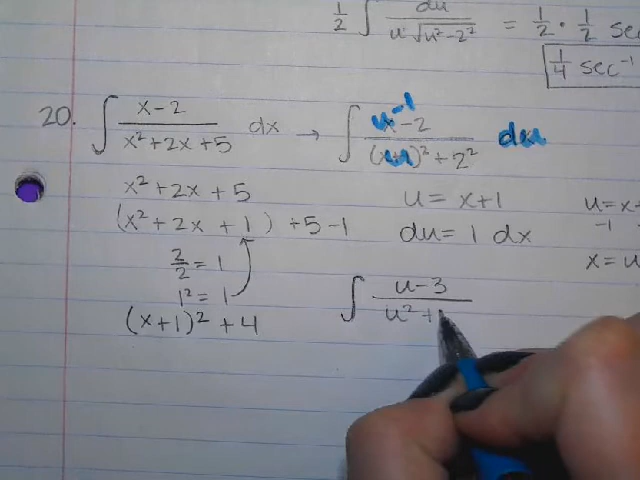 1/2 ∫ du / u√(u²-2²) = 1/2 · 1/2 sec
1/4 sec⁻¹
20. ∫ x-2 / x²+2x+5 dx → ∫ u⁻¹-2 / (u)²+2² du
x²+2x+5
(x²+2x+1) +5-1
2/2 = 1
1² = 1
(x+1)² + 4
u = x+1
du = 1 dx
∫ u-3 / u²+
u= x+
-1
x= u